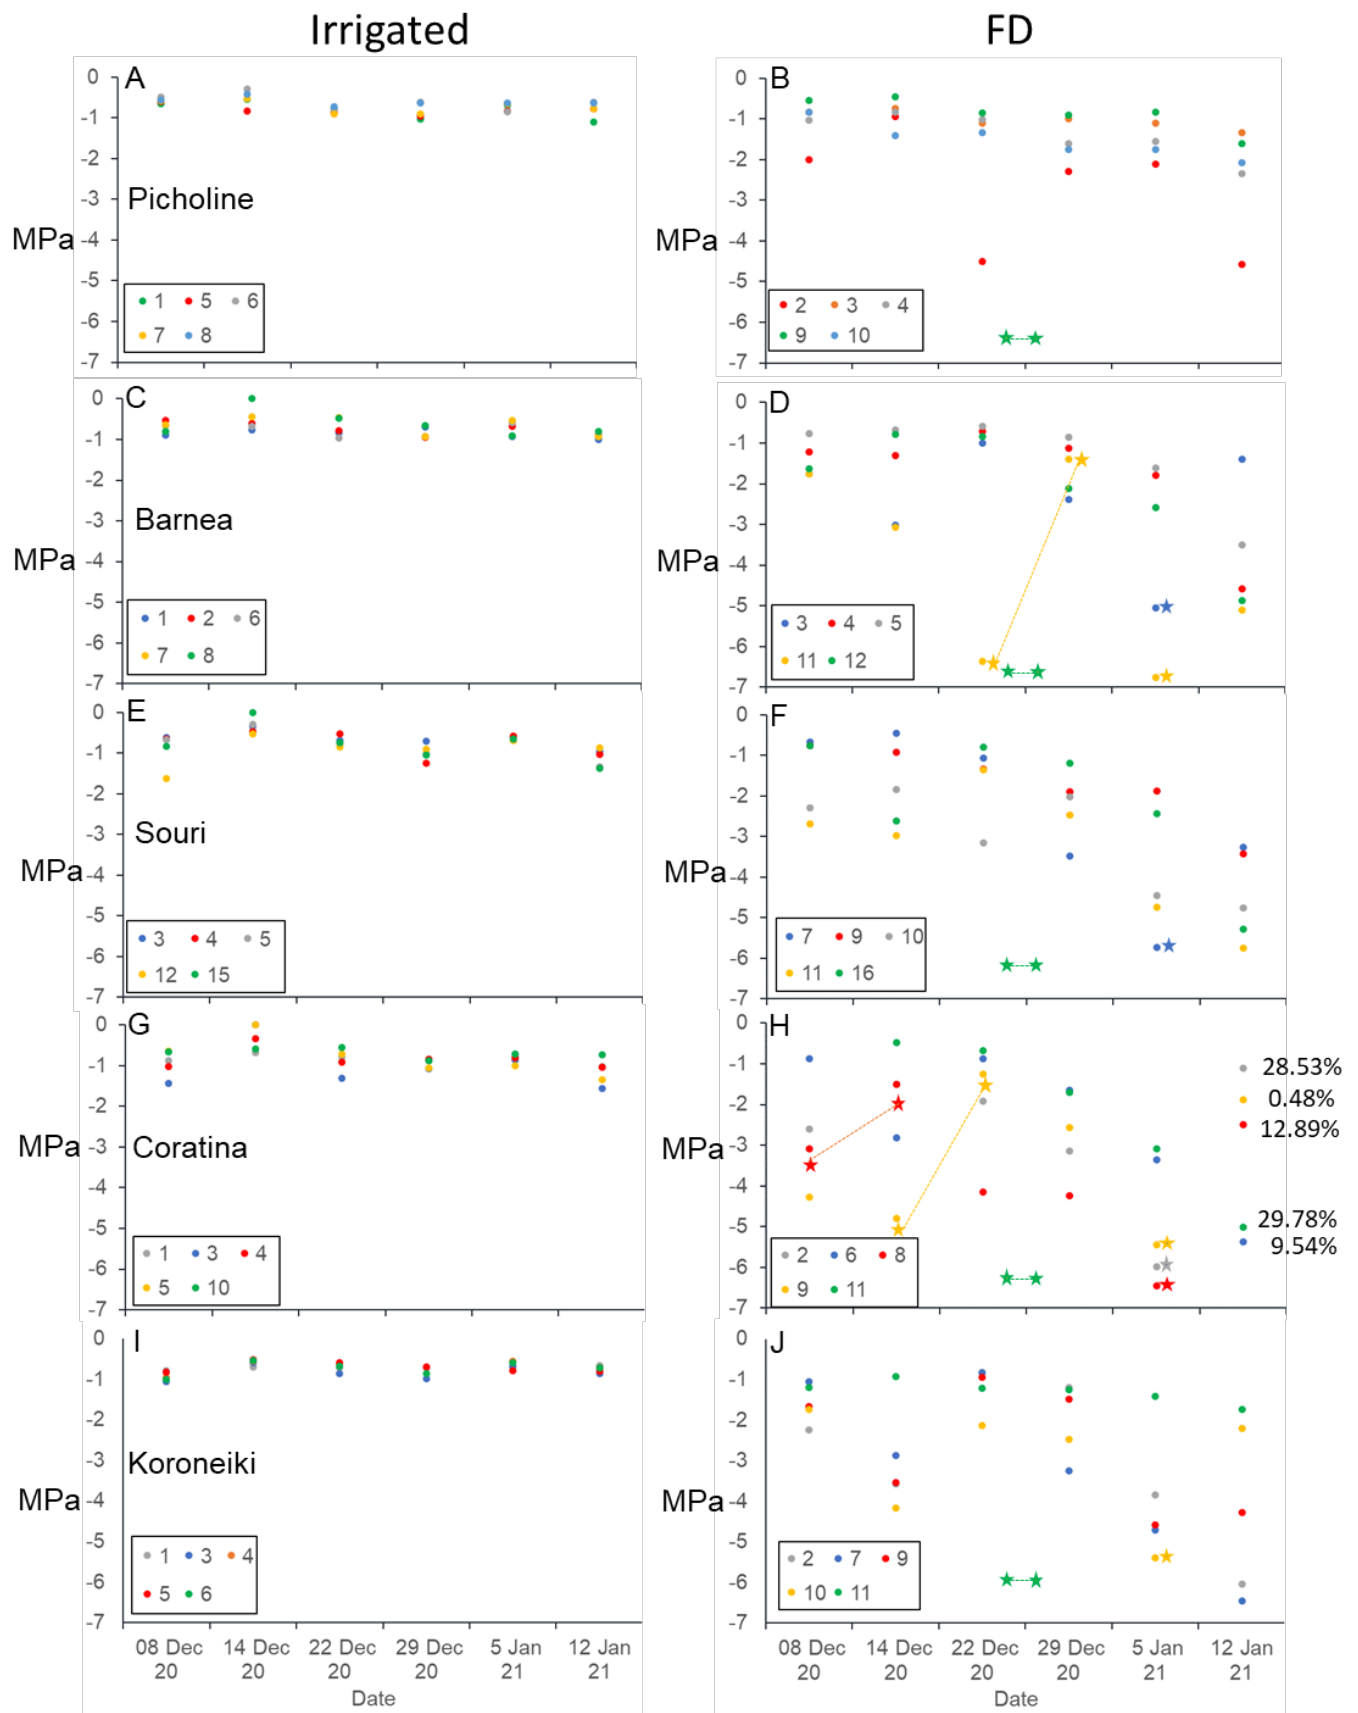 Irrigated
FD
A
0
-1
-2
-3
-4
-5
-6
-7
MPa
Picholine
1 5 6
7 8
B
0
-1
-2
-3
-4
-5
-6
-7
MPa
2 3 4
9 10
C
0
-1
-2
-3
-4
-5
-6
-7
MPa
Barnea
1 2 6
7 8
D
0
-1
-2
-3
-4
-5
-6
-7
MPa
3 4 5
11 12
E
0
-1
-2
-3
-4
-5
-6
-7
MPa
Souri
3 4 5
12 15
F
0
-1
-2
-3
-4
-5
-6
-7
MPa
7 9 10
11 16
G
0
-1
-2
-3
-4
-5
-6
-7
MPa
Coratina
1 3 4
5 10
H
0
-1
-2
-3
-4
-5
-6
-7
MPa
2 6 8
9 11
28.53%
0.48%
12.89%
29.78%
9.54%
I
0
-1
-2
-3
-4
-5
-6
-7
MPa
Koroneiki
1 3 4
5 6
08 Dec 14 Dec 22 Dec 29 Dec 5 Jan 12 Jan
20 20 20 20 21 21
Date
J
0
-1
-2
-3
-4
-5
-6
-7
MPa
2 7 9
10 11
08 Dec 14 Dec 22 Dec 29 Dec 5 Jan 12 Jan
20 20 20 20 21 21
Date